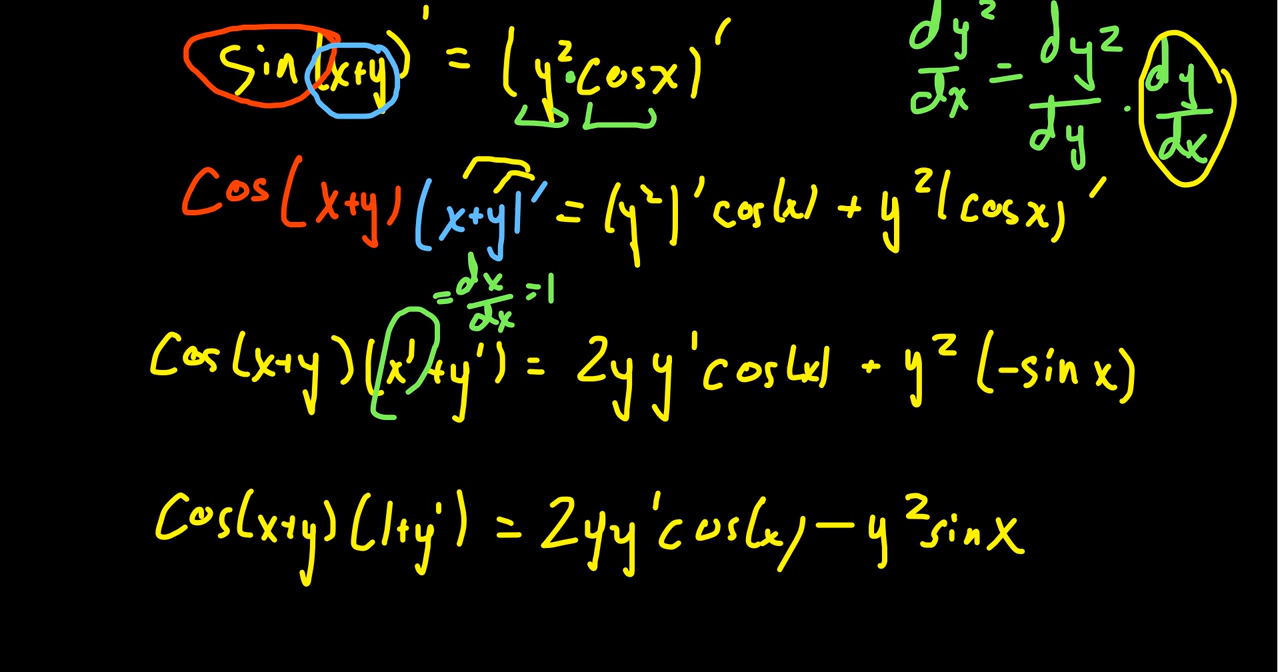 sin(x+y)' = (y²·cosx)'
dy²/dx = dy²/dy · dy/dx
Cos(x+y)(x+y)' = (y²)'cos(x) + y²(cosx)'
= dx/dx = 1
Cos(x+y)(x'+y') = 2yy'cos(x) + y²(-sinx)
Cos(x+y)(1+y') = 2yy'cos(x) - y²sinx